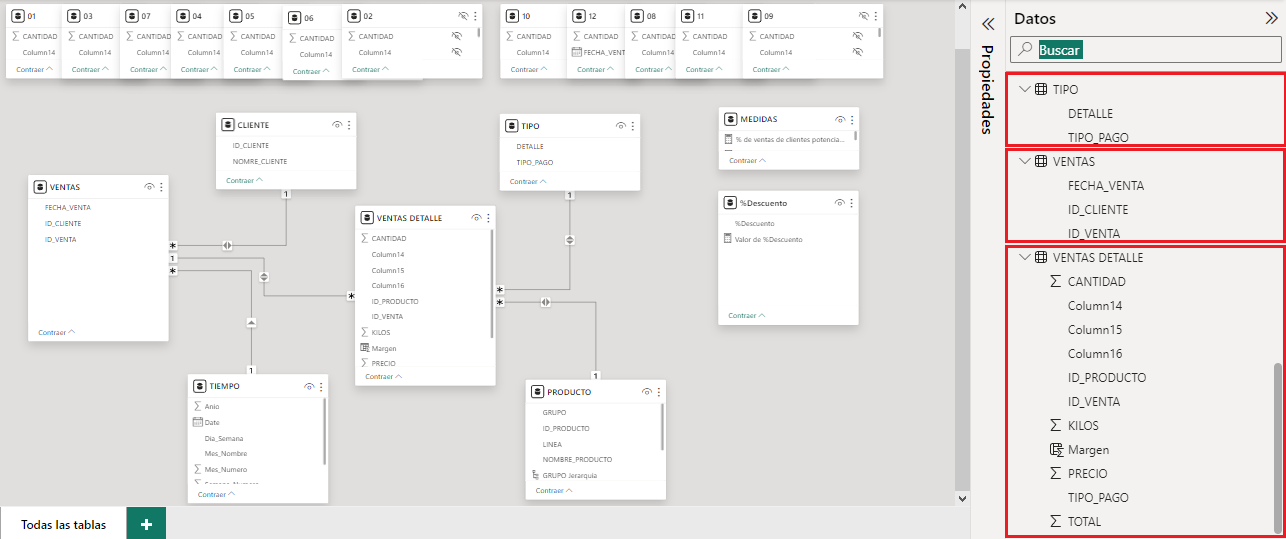 01
03
07
04
05
06
02
10
12
08
11
09
CANTIDAD
CANTIDAD
CANTIDAD
CANTIDAD
CANTIDAD
CANTIDAD
CANTIDAD
CANTIDAD
CANTIDAD
CANTIDAD
CANTIDAD
CANTIDAD
Column14
Column14
Column14
Column14
Column14
Column14
Column14
Column14
FECHA_VENT
Column14
Column14
Column14
Contraer
Contraer
Contraer
Contraer
Contraer
Contraer
Contraer
Contraer
Contraer
Contraer
Contraer
Contraer
CLIENTE
ID_CLIENTE
NOMRE_CLIENTE
Contraer
TIPO
DETALLE
TIPO_PAGO
Contraer
MEDIDAS
% de ventas de clientes potencia...
Contraer
VENTAS
FECHA_VENTA
ID_CLIENTE
ID_VENTA
Contraer
VENTAS DETALLE
CANTIDAD
Column14
Column15
Column16
ID_PRODUCTO
ID_VENTA
KILOS
Margen
PRECIO
Contraer
%Descuento
%Descuento
Valor de %Descuento
Contraer
1
1
*
1
*
*
*
*
1
1
TIEMPO
Anio
Date
Dia_Semana
Mes_Nombre
Mes_Numero
Semana_Numero
Contraer
PRODUCTO
GRUPO
ID_PRODUCTO
LINEA
NOMBRE_PRODUCTO
GRUPO Jerarquia
Contraer
Todas las tablas
+
Propiedades
Datos
Buscar
TIPO
DETALLE
TIPO_PAGO
VENTAS
FECHA_VENTA
ID_CLIENTE
ID_VENTA
VENTAS DETALLE
CANTIDAD
Column14
Column15
Column16
ID_PRODUCTO
ID_VENTA
KILOS
Margen
PRECIO
TIPO_PAGO
TOTAL